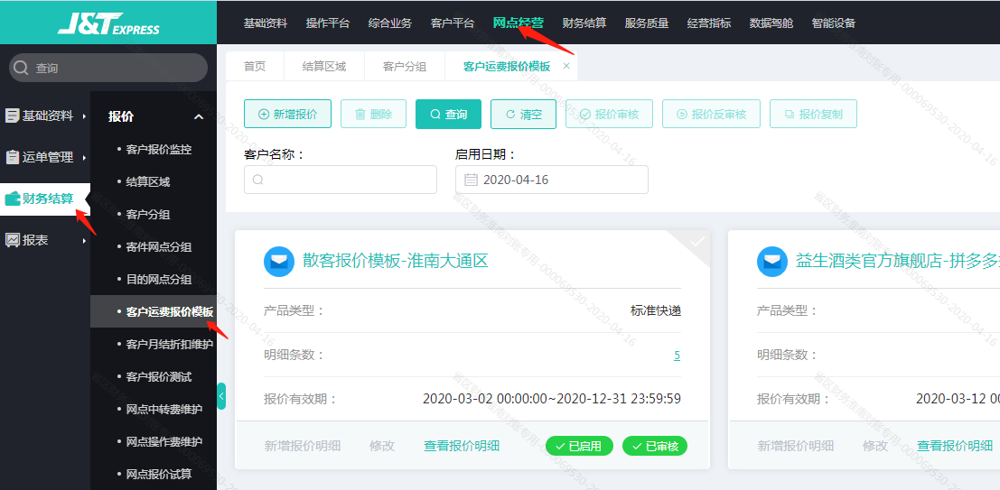 J&T EXPRESS
基础资料 操作平台 综合业务 客户平台 网点经营 财务结算 服务质量 经营指标 数据驾舱 智能设备
查询
首页 结算区域 客户分组 客户运费报价模板 ×
基础资料
运单管理
财务结算
报表
报价
客户报价监控
结算区域
客户分组
寄件网点分组
目的网点分组
客户运费报价模板
客户月结折扣维护
客户报价测试
网点中转费维护
网点操作费维护
网点报价试算
新增报价 删除 查询 清空 报价审核 报价反审核 报价复制
客户名称： 启用日期：
2020-04-16
散客报价模板-淮南大通区
产品类型： 标准快递
明细条数： 5
报价有效期： 2020-03-02 00:00:00~2020-12-31 23:59:59
新增报价明细 修改 查看报价明细 已启用 已审核
益生酒类官方旗舰店-拼多多
产品类型：
明细条数：
报价有效期： 2020-03-12 00
新增报价明细 修改 查看报价明细
省区财务淮南对账专用-000069530-2020-04-16